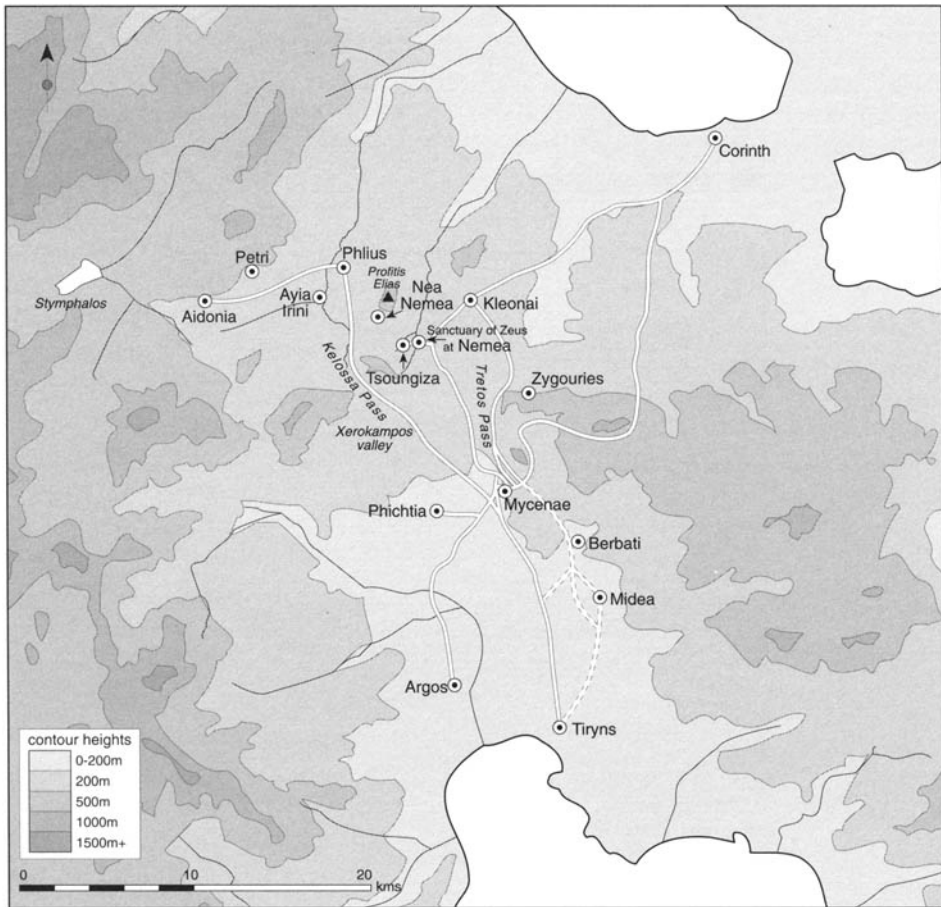 Corinth
Petri
Phlius
Profitis
Elias
Nea
Nemea
Stymphalos
Aidonia
Ayia
Irini
Kleonai
Sanctuary of Zeus
at Nemea
Tsoungiza
Kelossa Pass
Tretos Pass
Zygouries
Xerokampos
valley
Mycenae
Phichtia
Berbati
Midea
Argos
Tiryns
contour heights
0-200m
200m
500m
1000m
1500m+
10
20
kms